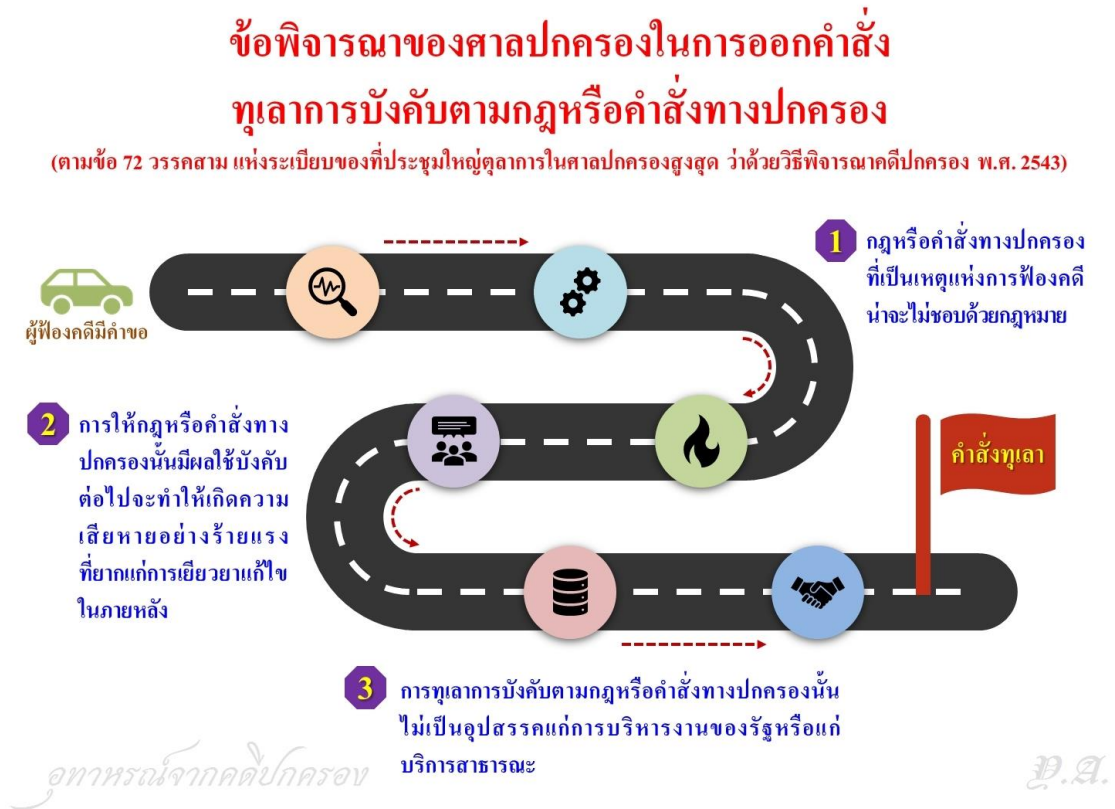 ข้อพิจารณาของศาลปกครองในการออกคำสั่ง
ทุเลาการบังคับตามกฎหรือคำสั่งทางปกครอง
(ตามข้อ 72 วรรคสาม แห่งระเบียบของที่ประชุมใหญ่ตุลาการในศาลปกครองสูงสุด ว่าด้วยวิธีพิจารณาคดีปกครอง พ.ศ. 2543)
ผู้ฟ้องคดีมีคำขอ
1 กฎหรือคำสั่งทางปกครอง
ที่เป็นเหตุแห่งการฟ้องคดี
น่าจะไม่ชอบด้วยกฎหมาย
2 การให้กฎหรือคำสั่งทาง
ปกครองนั้นมีผลใช้บังคับ
ต่อไปจะทำให้เกิดความ
เสียหายอย่างร้ายแรง
ที่ยากแก่การเยียวยาแก้ไข
ในภายหลัง
คำสั่งทุเลา
3 การทุเลาการบังคับตามกฎหรือคำสั่งทางปกครองนั้น
ไม่เป็นอุปสรรคแก่การบริหารงานของรัฐหรือแก่
บริการสาธารณะ
อุทาหรณ์จากคดีปกครอง
Y.A.